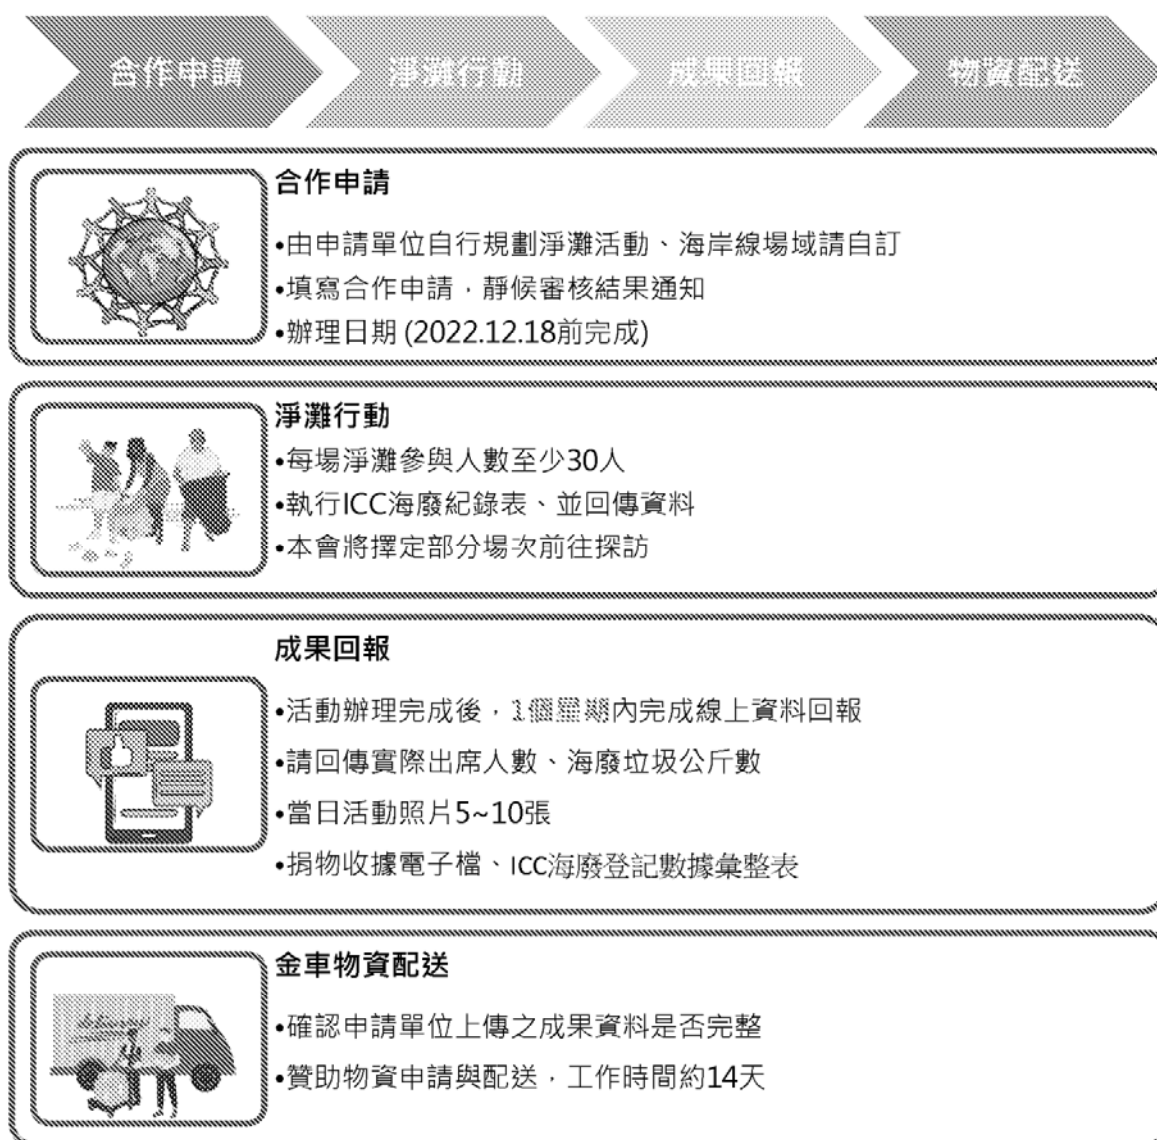 合作申請
淨灘行動
成果回報
物資配送
合作申請
•由申請單位自行規劃淨灘活動、海岸線場域請自訂
•填寫合作申請，靜候審核結果通知
•辦理日期 (2022.12.18前完成)
淨灘行動
•每場淨灘參與人數至少30人
•執行ICC海廢紀錄表、並回傳資料
•本會將擇定部分場次前往探訪
成果回報
•活動辦理完成後，1個星期內完成線上資料回報
•請回傳實際出席人數、海廢垃圾公斤數
•當日活動照片5~10張
•捐物收據電子檔、ICC海廢登記數據彙整表
金車物資配送
•確認申請單位上傳之成果資料是否完整
•贊助物資申請與配送，工作時間約14天